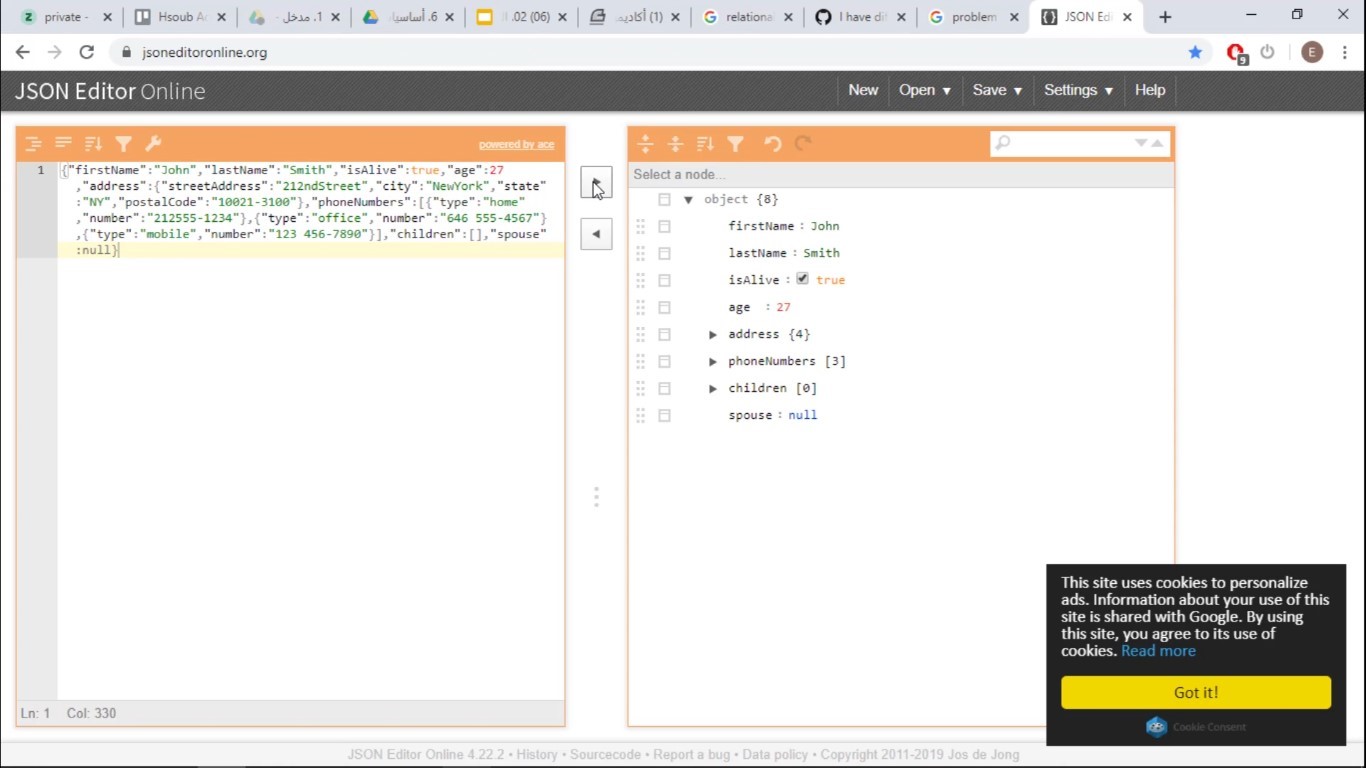 private -
Hsoub A
1. مدخل -
6. أساسيا
02. (06)
(1) أكاديم
relationa
I have di
problem
JSON Ed
jsoneditoronline.org
9
E
JSON Editor Online
New
Open
Save
Settings
Help
powered by ace
1
{"firstName":"John","lastName":"Smith","isAlive":true,"age":27
,"address":{"streetAddress":"212ndStreet","city":"NewYork","state"
:"NY","postalCode":"10021-3100"},"phoneNumbers":[{"type":"home"
,"number":"212555-1234"},{"type":"office","number":"646 555-4567"}
,{"type":"mobile","number":"123 456-7890"}],"children":[],"spouse"
:null}
Ln: 1 Col: 330
Select a node...
object {8}
firstName : John
lastName : Smith
isAlive : true
age : 27
address {4}
phoneNumbers [3]
children [0]
spouse : null
This site uses cookies to personalize
ads. Information about your use of this
site is shared with Google. By using
this site, you agree to its use of
cookies. Read more
Got it!
Cookie Consent
JSON Editor Online 4.22.2 • History • Sourcecode • Report a bug • Data policy • Copyright 2011-2019 Jos de Jong